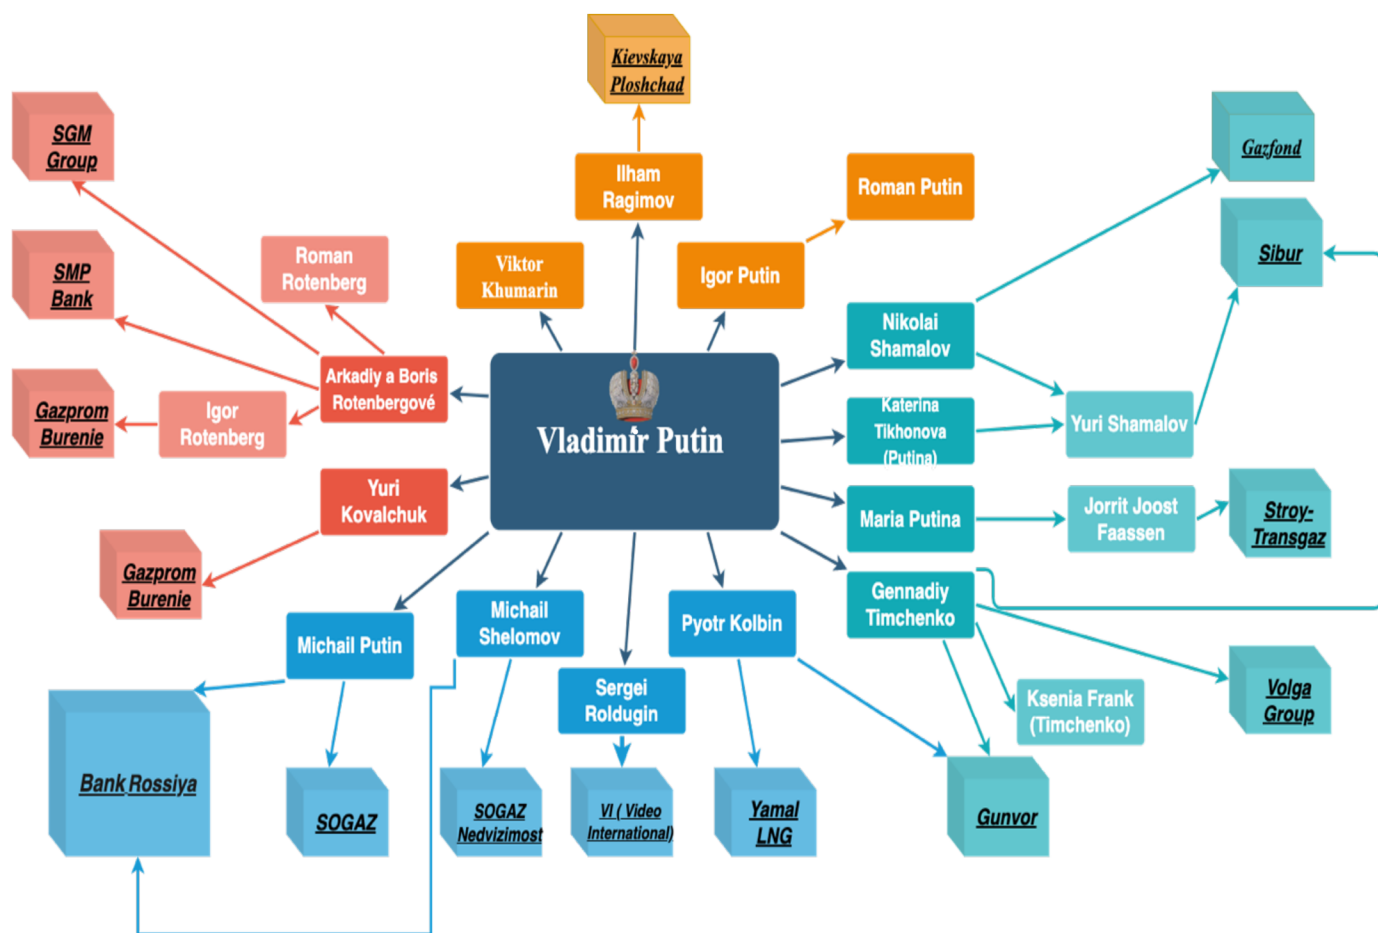 Kievskaya
Ploshchad
SGM
Group
Gazfond
Ilham
Ragimov
Roman Putin
Sibur
SMP
Bank
Roman
Rotenberg
Viktor
Khumarin
Igor Putin
Nikolai
Shamalov
Arkadiy a Boris
Rotenbergové
Gazprom
Burenie
Igor
Rotenberg
Vladimír Putin
Katerina
Tikhonova
(Putina)
Yuri Shamalov
Yuri
Kovalchuk
Maria Putina
Jorrit Joost
Faassen
Stroy-
Transgaz
Gazprom
Burenie
Michail Putin
Michail
Shelomov
Pyotr Kolbin
Gennadiy
Timchenko
Sergei
Roldugin
Ksenia Frank
(Timchenko)
Volga
Group
Bank Rossiya
SOGAZ
SOGAZ
Nedvizimost
VI ( Video
International)
Yamal
LNG
Gunvor